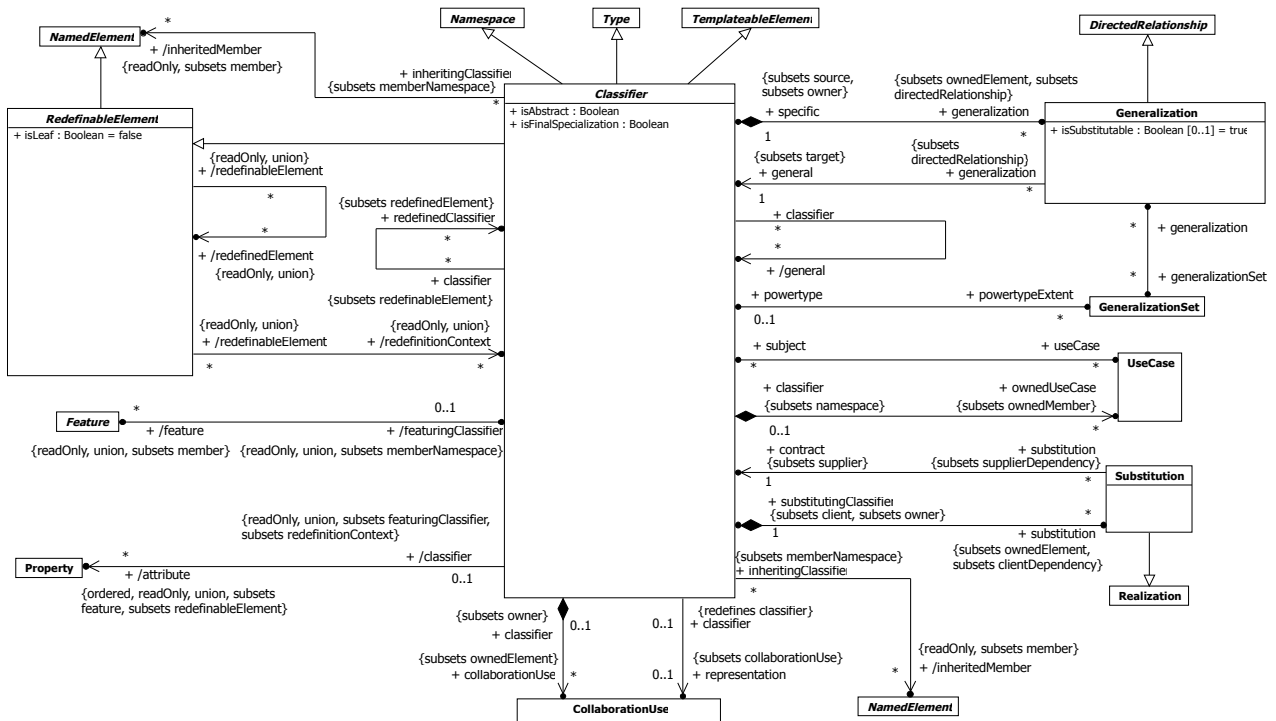 Namespace
Type
TemplateableElement
DirectedRelationship
NamedElement
*
+ /inheritedMember
{readOnly, subsets member}
+ inheritingClassifier
{subsets memberNamespace}
*
RedefinableElement
+ isLeaf : Boolean = false
Classifier
+ isAbstract : Boolean
+ isFinalSpecialization : Boolean
{subsets source,
subsets owner}
+ specific
1
{subsets ownedElement, subsets
directedRelationship}
+ generalization
*
Generalization
+ isSubstitutable : Boolean [0..1] = true
{readOnly, union}
+ /redefinableElement
*
*
+ /redefinedElement
{readOnly, union}
{subsets redefinedElement}
+ redefinedClassifier
*
*
+ classifier
{subsets redefinableElement}
{subsets target}
+ general
1
{subsets
directedRelationship}
+ generalization
*
+ classifier
*
*
+ /general
*
+ generalization
*
+ generalizationSet
GeneralizationSet
+ powertype
0..1
+ powertypeExtent
*
{readOnly, union}
+ /redefinableElement
*
{readOnly, union}
+ /redefinitionContext
*
+ subject
*
+ useCase
*
UseCase
+ classifier
{subsets namespace}
0..1
+ ownedUseCase
{subsets ownedMember}
*
Feature
*
+ /feature
{readOnly, union, subsets member}
0..1
+ /featuringClassifier
{readOnly, union, subsets memberNamespace}
+ contract
{subsets supplier}
1
+ substitution
{subsets supplierDependency}
*
Substitution
+ substitutingClassifier
{subsets client, subsets owner}
1
*
+ substitution
{subsets ownedElement,
subsets clientDependency}
Realization
{readOnly, union, subsets featuringClassifier,
subsets redefinitionContext}
+ /classifier
0..1
Property
*
+ /attribute
{ordered, readOnly, union, subsets
feature, subsets redefinableElement}
{subsets memberNamespace}
+ inheritingClassifier
*
{subsets owner}
0..1
+ classifier
{subsets ownedElement}
+ collaborationUse
*
{redefines classifier}
0..1
+ classifier
{subsets collaborationUse}
0..1
+ representation
{readOnly, subsets member}
+ /inheritedMember
*
CollaborationUse
NamedElement